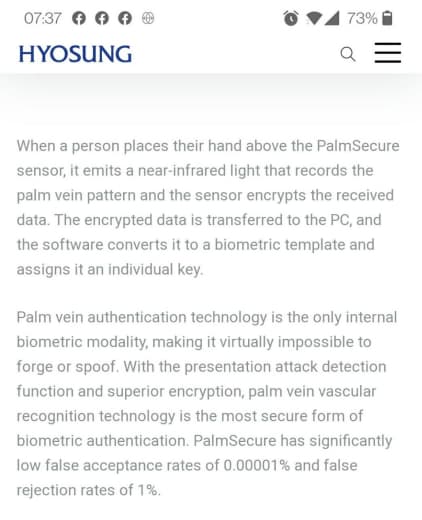 07:37 73%
HYOSUNG
When a person places their hand above the PalmSecure
sensor, it emits a near-infrared light that records the
palm vein pattern and the sensor encrypts the received
data. The encrypted data is transferred to the PC, and
the software converts it to a biometric template and
assigns it an individual key.
Palm vein authentication technology is the only internal
biometric modality, making it virtually impossible to
forge or spoof. With the presentation attack detection
function and superior encryption, palm vein vascular
recognition technology is the most secure form of
biometric authentication. PalmSecure has significantly
low false acceptance rates of 0.00001% and false
rejection rates of 1%.